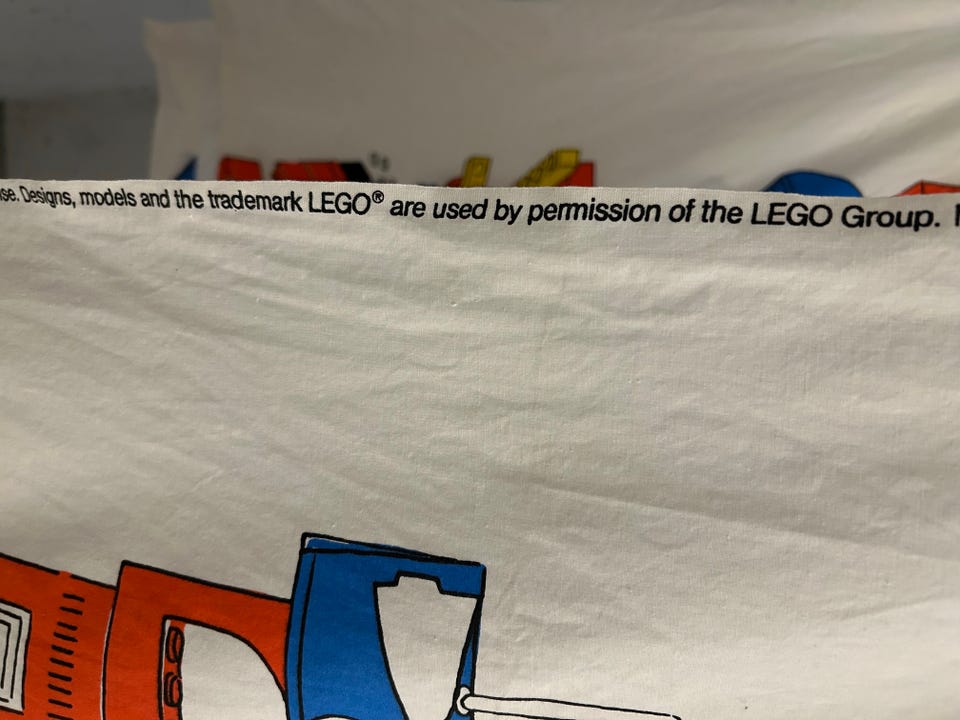 se. Designs, models and the trademark LEGO® are used by permission of the LEGO Group.